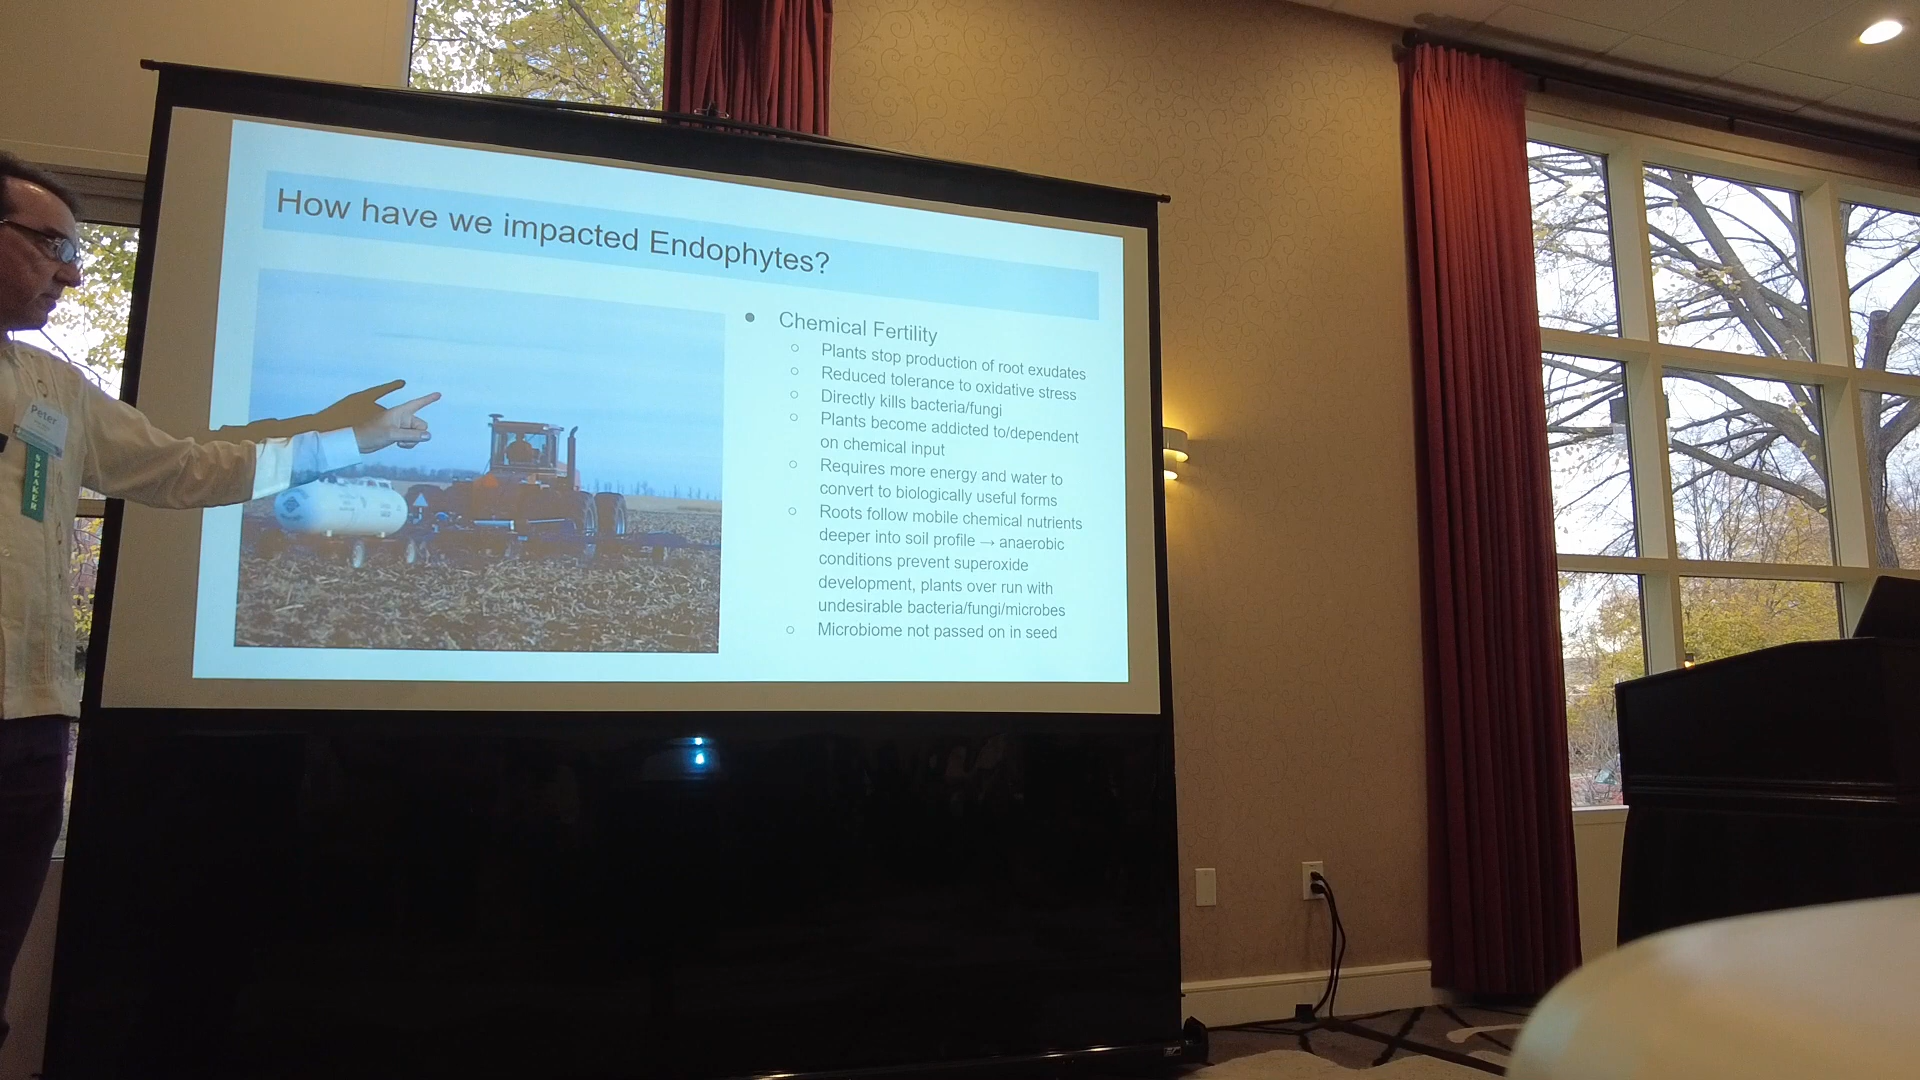 How have we impacted Endophytes?
Chemical Fertility
Plants stop production of root exudates
Reduced tolerance to oxidative stress
Directly kills bacteria/fungi
Plants become addicted to/dependent
on chemical input
Requires more energy and water to
convert to biologically useful forms
Roots follow mobile chemical nutrients
deeper into soil profile → anaerobic
conditions prevent superoxide
development, plants over run with
undesirable bacteria/fungi/microbes
Microbiome not passed on in seed
Peter
SPEAKER